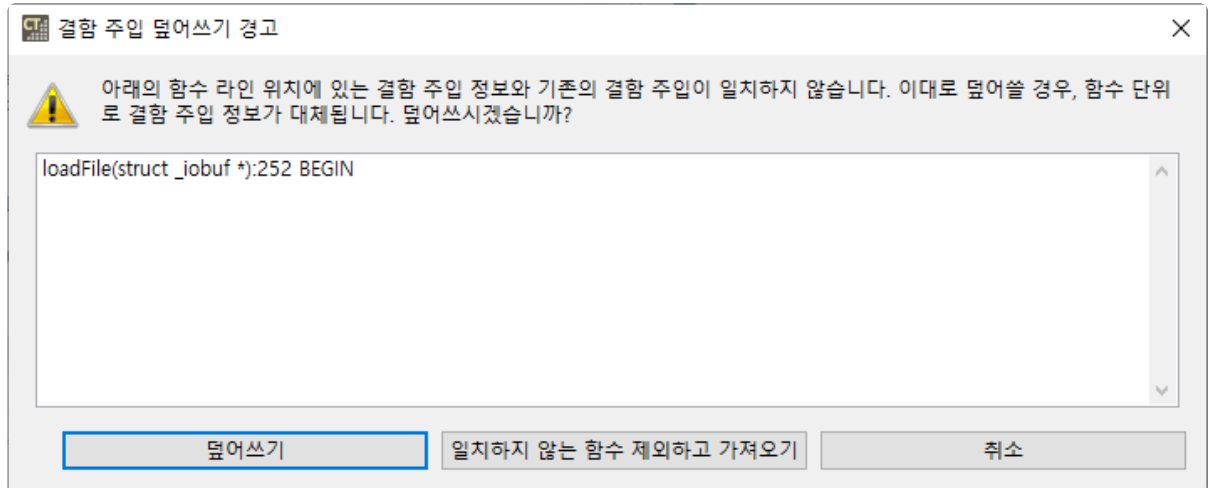 CT
결함 주입 덮어쓰기 경고
아래의 함수 라인 위치에 있는 결함 주입 정보와 기존의 결함 주입이 일치하지 않습니다. 이대로 덮어쓸 경우, 함수 단위
로 결함 주입 정보가 대체됩니다. 덮어쓰시겠습니까?
loadFile(struct _iobuf *):252 BEGIN
덮어쓰기
일치하지 않는 함수 제외하고 가져오기
취소